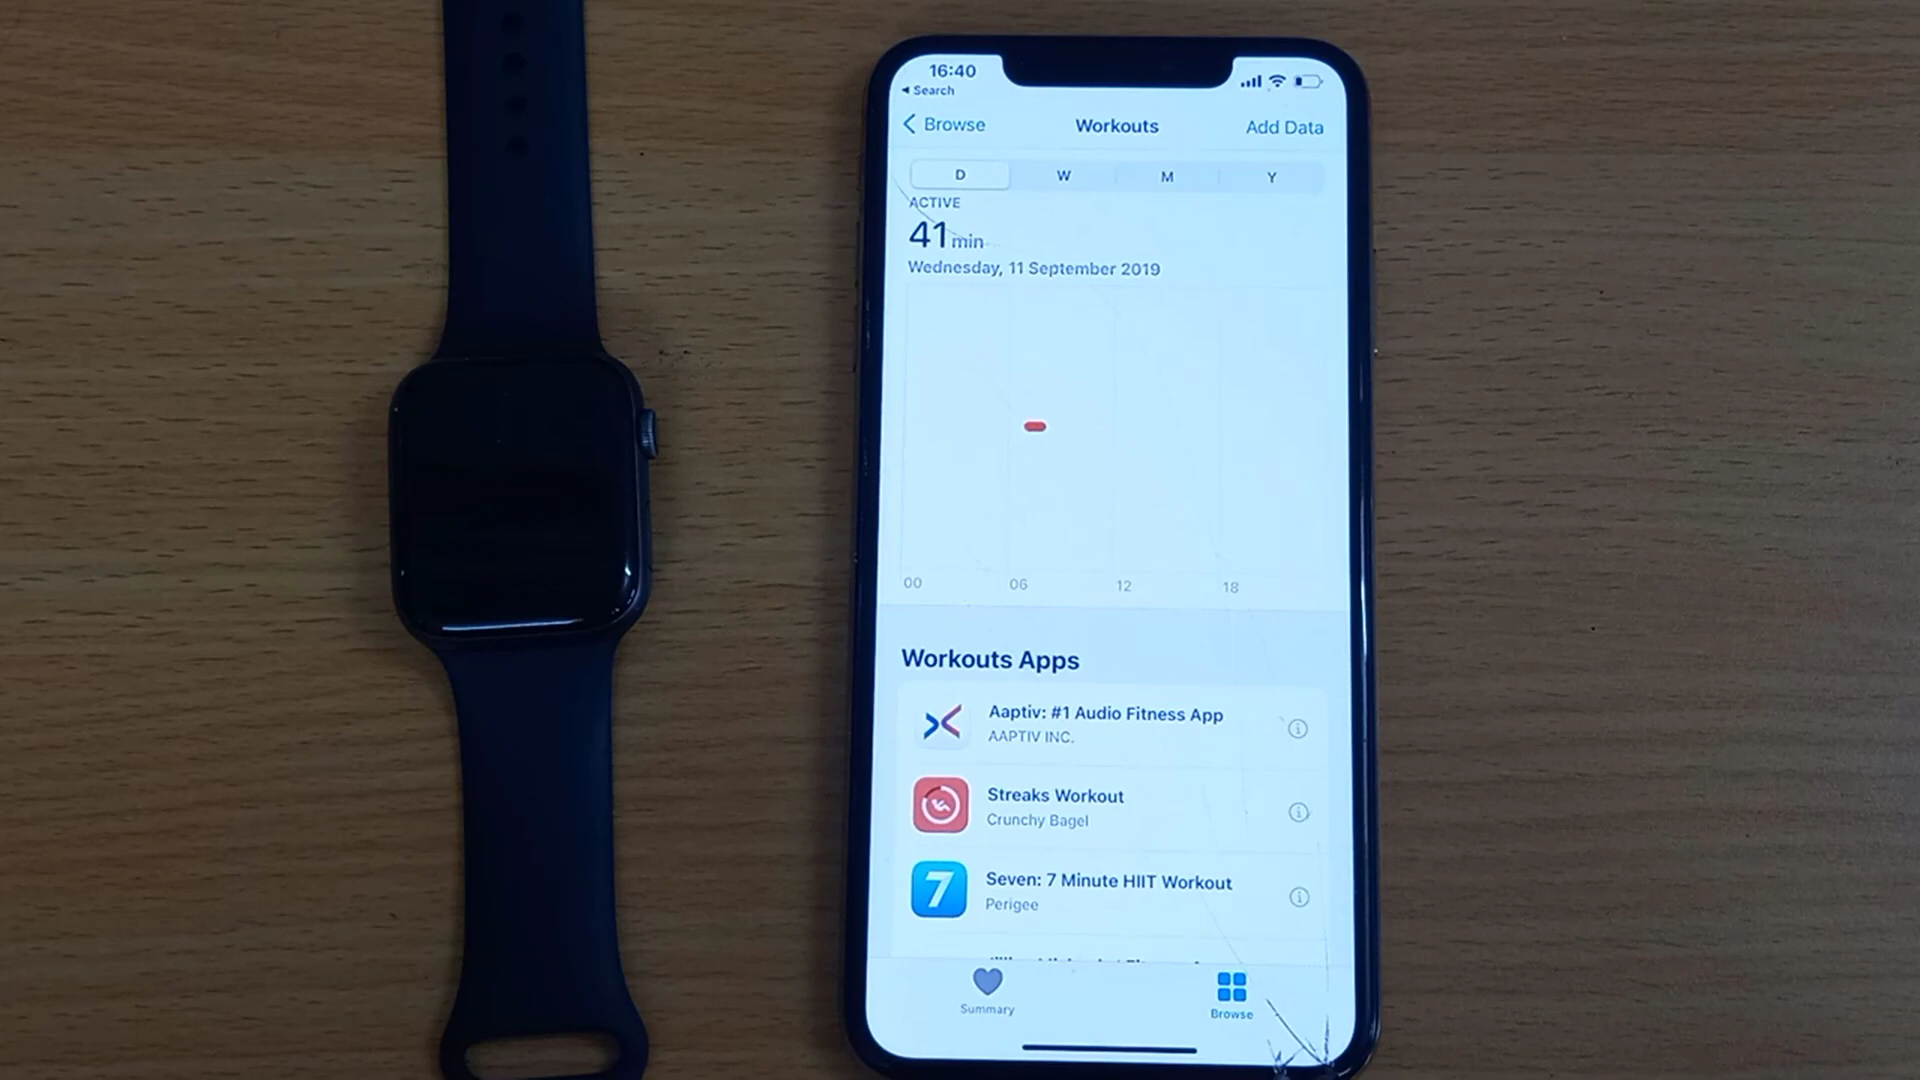 16:40
Search
Browse
Workouts
Add Data
D
W
M
Y
ACTIVE
41 min
Wednesday, 11 September 2019
00
06
12
18
Workouts Apps
Aaptiv: #1 Audio Fitness App
AAPTIV INC.
Streaks Workout
Crunchy Bagel
7
Seven: 7 Minute HIIT Workout
Perigee
Summary
Browse